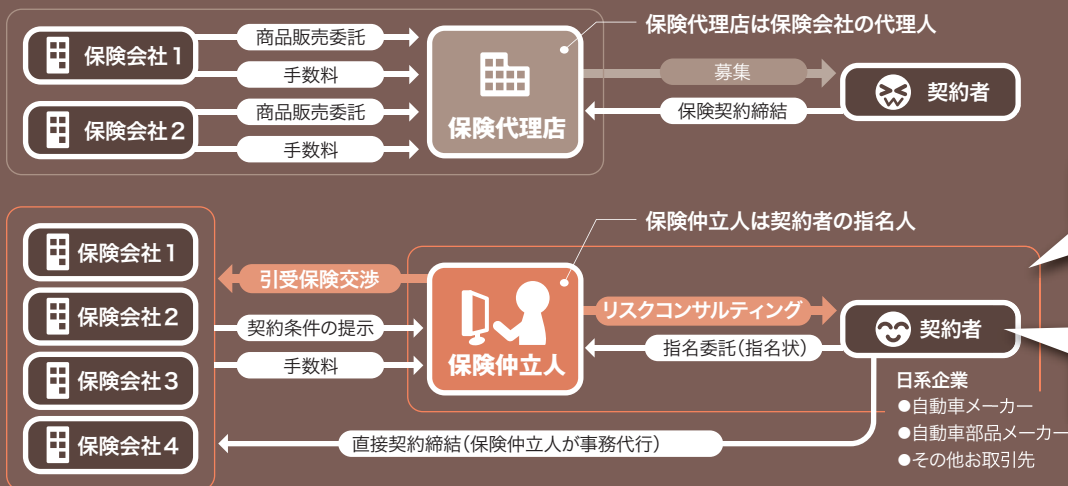 保険代理店は保険会社の代理人
保険会社1
商品販売委託
手数料
保険会社2
商品販売委託
手数料
保険代理店
募集
保険契約締結
契約者
保険仲立人は契約者の指名人
保険会社1
保険会社2
保険会社3
保険会社4
引受保険交渉
契約条件の提示
手数料
保険仲立人
リスクコンサルティング
指名委託(指名状)
契約者
直接契約締結(保険仲立人が事務代行)
日系企業
●自動車メーカー
●自動車部品メーカー
●その他お取引先